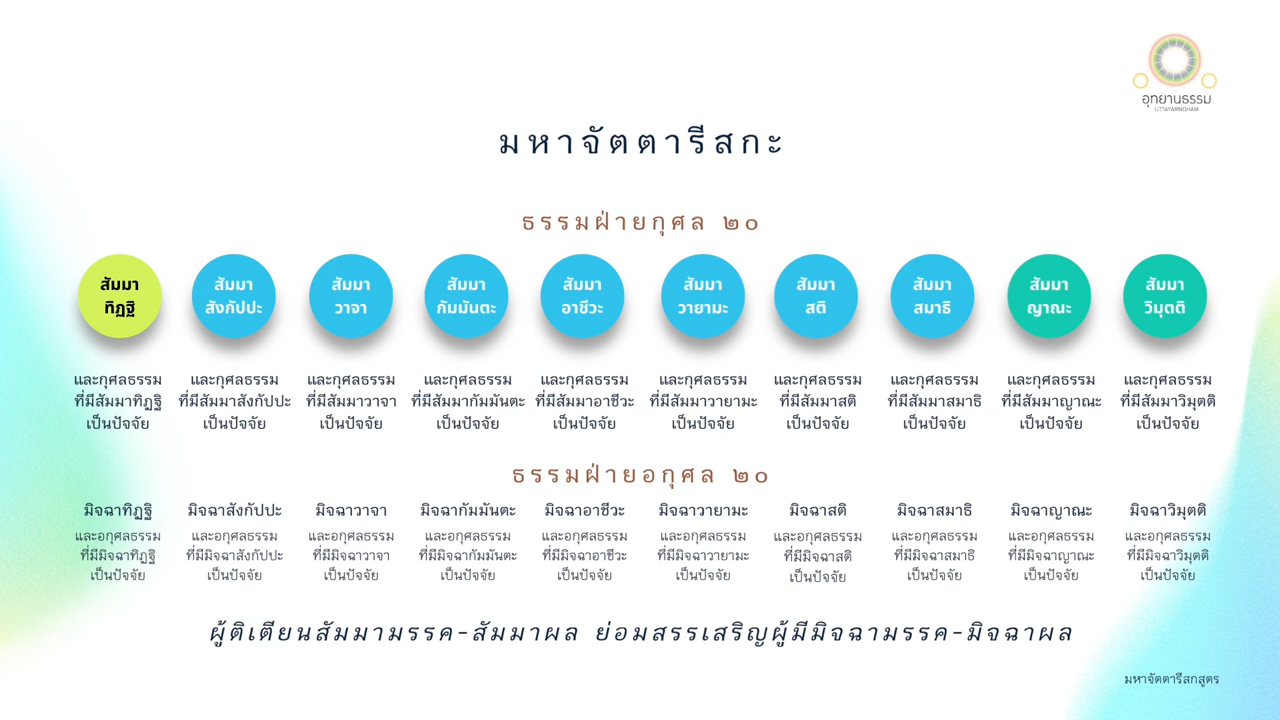 อุทยานธรรม
UTTAYARNDHAM
มหาจัตตารีสกะ
ธรรมฝ่ายกุศล ๒๐
สัมมา
ทิฏฐิ
สัมมา
สังกัปปะ
สัมมา
วาจา
สัมมา
กัมมันตะ
สัมมา
อาชีวะ
สัมมา
วายามะ
สัมมา
สติ
สัมมา
สมาธิ
สัมมา
ญาณะ
สัมมา
วิมุตติ
และกุศลธรรม
ที่มีสัมมาทิฏฐิ
เป็นปัจจัย
และกุศลธรรม
ที่มีสัมมาสังกัปปะ
เป็นปัจจัย
และกุศลธรรม
ที่มีสัมมาวาจา
เป็นปัจจัย
และกุศลธรรม
ที่มีสัมมากัมมันตะ
เป็นปัจจัย
และกุศลธรรม
ที่มีสัมมาอาชีวะ
เป็นปัจจัย
และกุศลธรรม
ที่มีสัมมาวายามะ
เป็นปัจจัย
และกุศลธรรม
ที่มีสัมมาสติ
เป็นปัจจัย
และกุศลธรรม
ที่มีสัมมาสมาธิ
เป็นปัจจัย
และกุศลธรรม
ที่มีสัมมาญาณะ
เป็นปัจจัย
และกุศลธรรม
ที่มีสัมมาวิมุตติ
เป็นปัจจัย
ธรรมฝ่ายอกุศล ๒๐
มิจฉาทิฏฐิ
และอกุศลธรรม
ที่มีมิจฉาทิฏฐิ
เป็นปัจจัย
มิจฉาสังกัปปะ
และอกุศลธรรม
ที่มีมิจฉาสังกัปปะ
เป็นปัจจัย
มิจฉาวาจา
และอกุศลธรรม
ที่มีมิจฉาวาจา
เป็นปัจจัย
มิจฉากัมมันตะ
และอกุศลธรรม
ที่มีมิจฉากัมมันตะ
เป็นปัจจัย
มิจฉาอาชีวะ
และอกุศลธรรม
ที่มีมิจฉาอาชีวะ
เป็นปัจจัย
มิจฉาวายามะ
และอกุศลธรรม
ที่มีมิจฉาวายามะ
เป็นปัจจัย
มิจฉาสติ
และอกุศลธรรม
ที่มีมิจฉาสติ
เป็นปัจจัย
มิจฉาสมาธิ
และอกุศลธรรม
ที่มีมิจฉาสมาธิ
เป็นปัจจัย
มิจฉาญาณะ
และอกุศลธรรม
ที่มีมิจฉาญาณะ
เป็นปัจจัย
มิจฉาวิมุตติ
และอกุศลธรรม
ที่มีมิจฉาวิมุตติ
เป็นปัจจัย
ผู้ติเตียนสัมมามรรค-สัมมาผล ย่อมสรรเสริญผู้มีมิจฉามรรค-มิจฉาผล
มหาจัตตารีสกสูตร